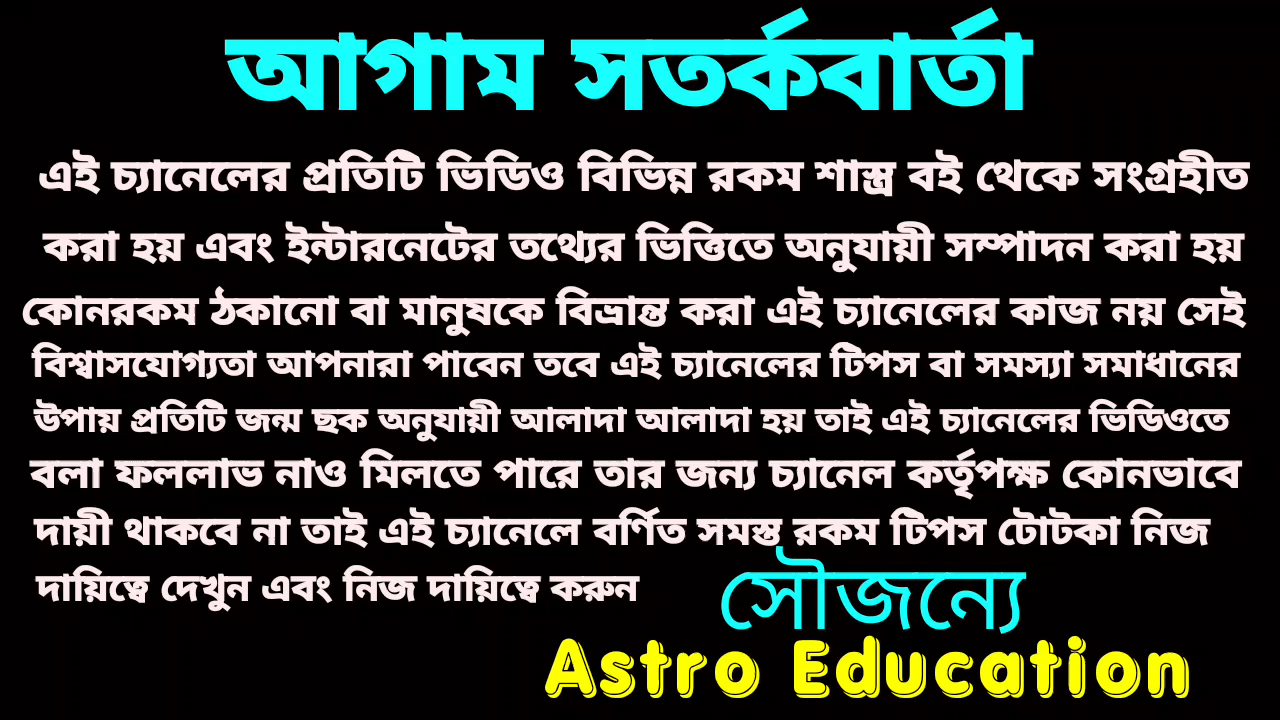 আগাম সতর্কবার্তা
এই চ্যানেলের প্রতিটি ভিডিও বিভিন্ন রকম শাস্ত্র বই থেকে সংগ্রহীত
করা হয় এবং ইন্টারনেটের তথ্যের ভিত্তিতে অনুযায়ী সম্পাদন করা হয়
কোনরকম ঠকানো বা মানুষকে বিভ্রান্ত করা এই চ্যানেলের কাজ নয় সেই
বিশ্বাসযোগ্যতা আপনারা পাবেন তবে এই চ্যানেলের টিপস বা সমস্যা সমাধানের
উপায় প্রতিটি জন্ম ছক অনুযায়ী আলাদা আলাদা হয় তাই এই চ্যানেলের ভিডিওতে
বলা ফললাভ নাও মিলতে পারে তার জন্য চ্যানেল কর্তৃপক্ষ কোনভাবে
দায়ী থাকবে না তাই এই চ্যানেলে বর্ণিত সমস্ত রকম টিপস টোটকা নিজ
দায়িত্বে দেখুন এবং নিজ দায়িত্বে করুন
সৌজন্যে
Astro Education